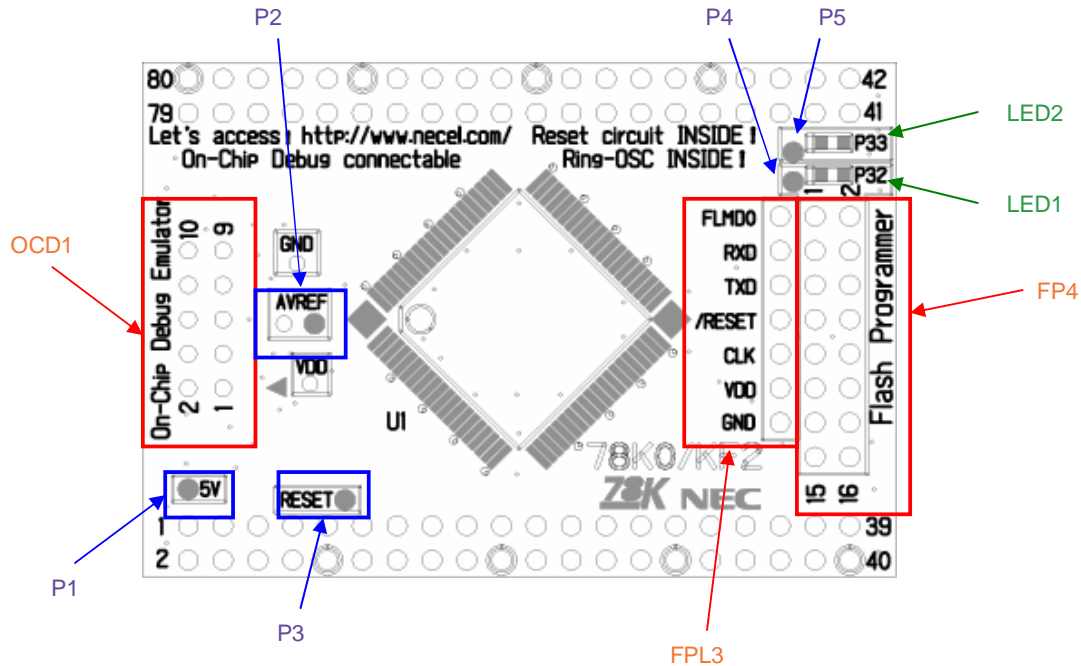 P2
P4
P5
80
42
79
41
Let's access! http://www.necel.com/
Reset circuit INSIDE!
On-Chip Debug connectable
Ring-OSC INSIDE!
P33
P32
LED2
LED1
OCD1
On-Chip Debug Emulator
10
9
2
1
GND
AVREF
VDD
U1
FLMD0
RXD
TXD
/RESET
CLK
VDD
GND
1
2
Flash Programmer
15
16
FP4
78K0/KF2
78K NEC
5V
RESET
1
39
2
40
P1
P3
FPL3